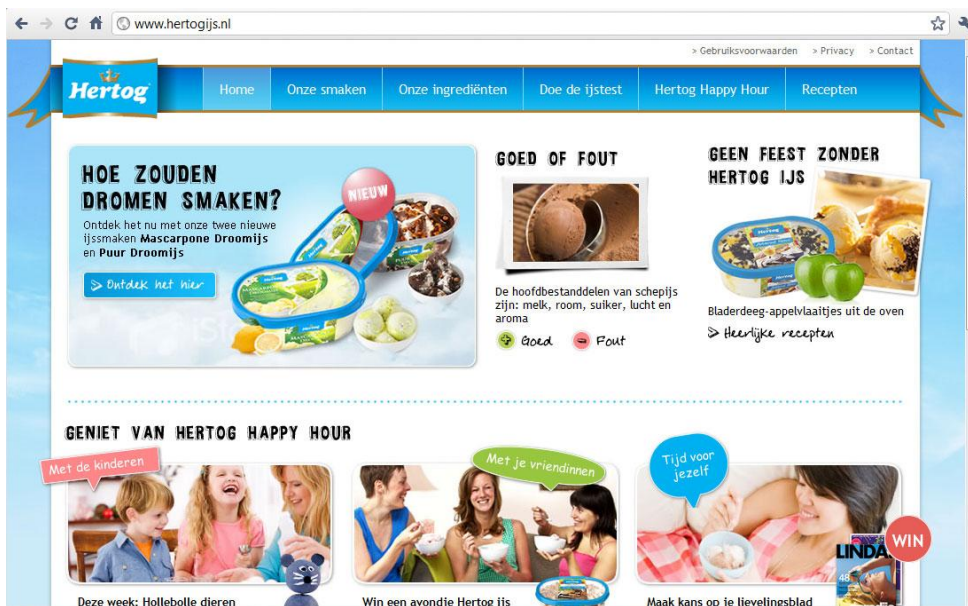 www.hertogijs.nl
> Gebruiksvoorwaarden > Privacy > Contact
Hertog
Home Onze smaken Onze ingrediënten Doe de ijstest Hertog Happy Hour Recepten
HOE ZOUDEN
DROMEN SMAKEN?
NIEUW
Ontdek het nu met onze twee nieuwe
ijssmaken Mascarpone Droomijs
en Puur Droomijs
> Ontdek het hier
GOED OF FOUT
De hoofdbestanddelen van schepijs
zijn: melk, room, suiker, lucht en
aroma
Goed Fout
GEEN FEEST ZONDER
HERTOG IJS
Bladerdeeg-appelvlaaitjes uit de oven
> Heerlijke recepten
GENIET VAN HERTOG HAPPY HOUR
Met de kinderen
Met je vriendinnen
Tijd voor
jezelf
WIN
LINDA.
48
Deze week: Hollebolle dieren
Win een avondje Hertog ijs
Maak kans op je lievelingsblad